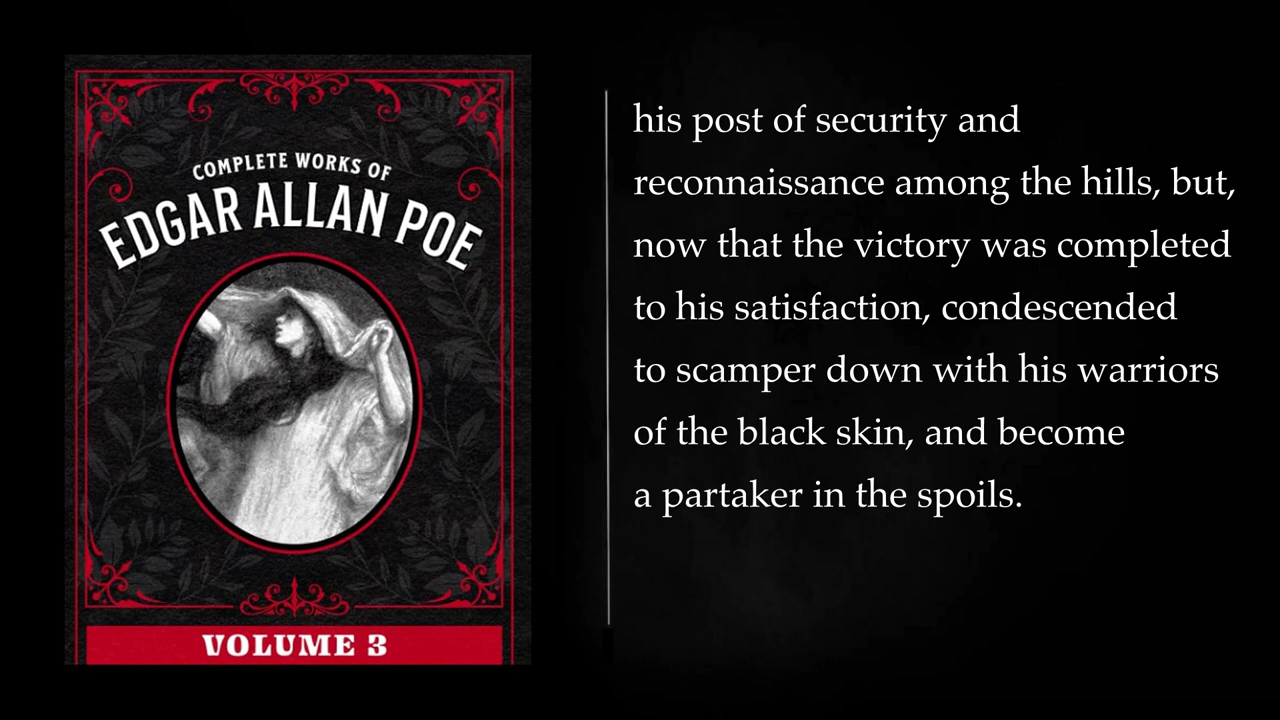 COMPLETE WORKS OF
EDGAR ALLAN POE
VOLUME 3
his post of security and
reconnaissance among the hills, but,
now that the victory was completed
to his satisfaction, condescended
to scamper down with his warriors
of the black skin, and become
a partaker in the spoils.